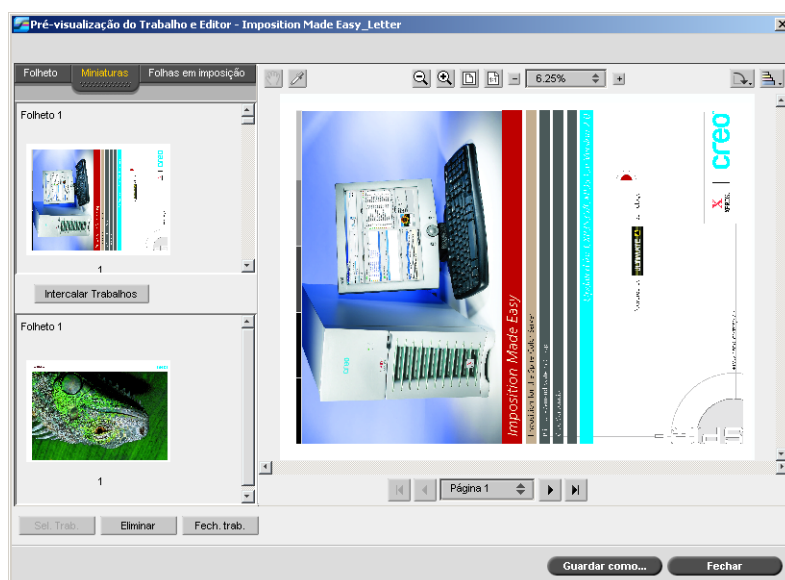 Pré-visualização do Trabalho e Editor - Imposition Made Easy_Letter
Folheto
Miniaturas
Folhas em imposição
6.25%
Folheto 1
1
Intercalar Trabalhos
Folheto 1
1
Imposition Made Easy
creo
creo
Página 1
Sel. Trab.
Eliminar
Fech. trab.
Guardar como...
Fechar